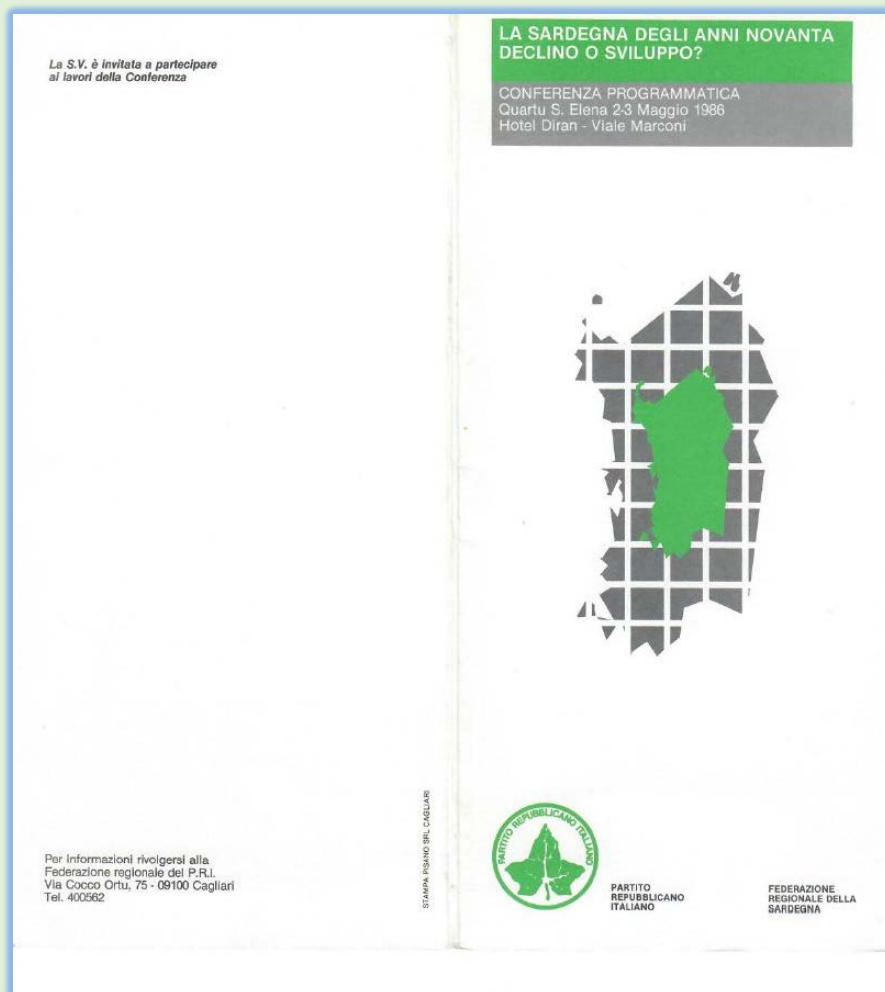 La S.V. è invitata a partecipare
ai lavori della Conferenza
Per informazioni rivolgersi alla
Federazione regionale del P.R.I.
Via Cocco Ortu, 75 - 09100 Cagliari
Tel. 400562
STAMPA PISANO SRL CAGLIARI
LA SARDEGNA DEGLI ANNI NOVANTA
DECLINO O SVILUPPO?
CONFERENZA PROGRAMMATICA
Quartu S. Elena 2-3 Maggio 1986
Hotel Diran - Viale Marconi
PARTITO REPUBBLICANO ITALIANO
PARTITO
REPUBBLICANO
ITALIANO
FEDERAZIONE
REGIONALE DELLA
SARDEGNA